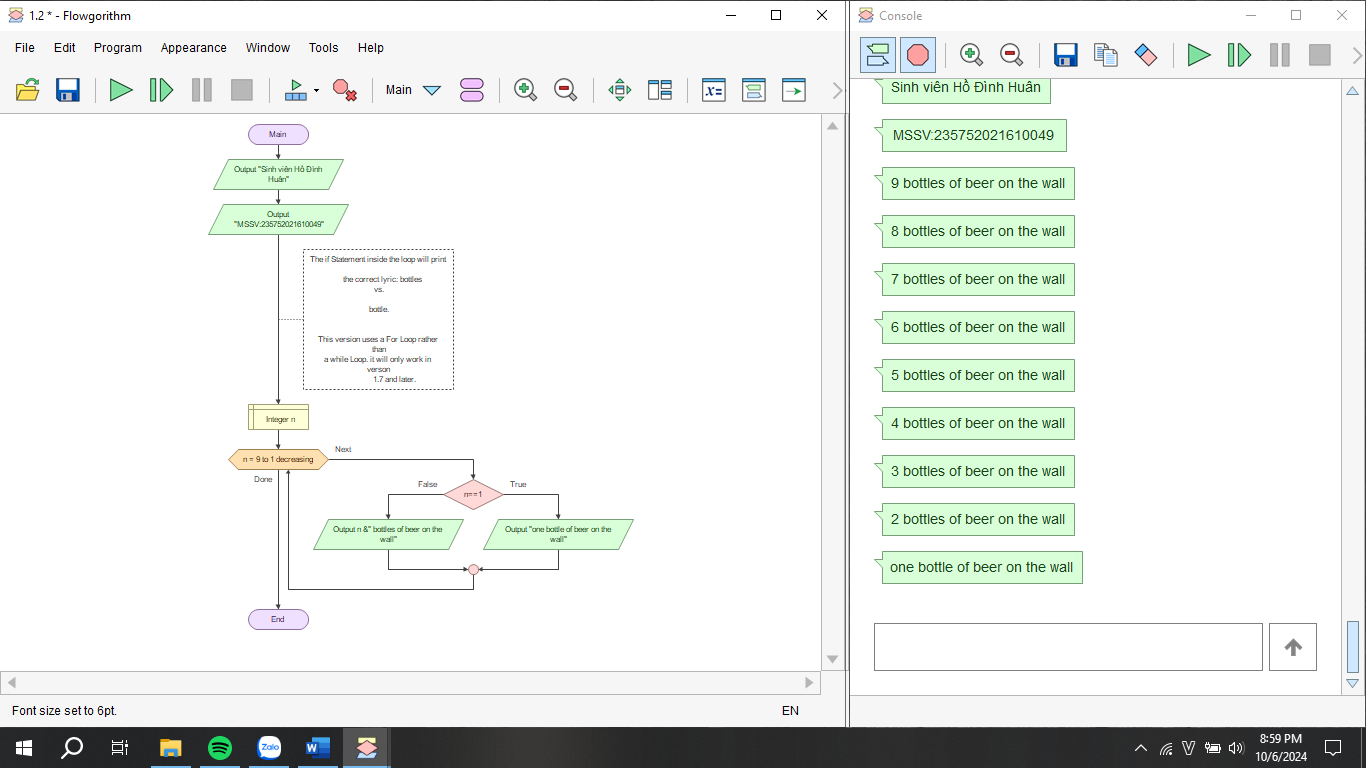 1.2 * - Flowgorithm
File Edit Program Appearance Window Tools Help
Main
Main
Output "Sinh viên Hồ Đình
Huân"
Output
"MSSV:235752021610049"
The if Statement inside the loop will print
the correct lyric: bottles
vs.
bottle.
This version uses a For Loop rather
than
a while Loop. it will only work in
verson
1.7 and later.
Integer n
n = 9 to 1 decreasing
Next
Done
False
n==1
True
Output n &" bottles of beer on the
wall"
Output "one bottle of beer on the
wall"
End
Font size set to 6pt.
EN
Console
Sinh viên Hồ Đình Huân
MSSV:235752021610049
9 bottles of beer on the wall
8 bottles of beer on the wall
7 bottles of beer on the wall
6 bottles of beer on the wall
5 bottles of beer on the wall
4 bottles of beer on the wall
3 bottles of beer on the wall
2 bottles of beer on the wall
one bottle of beer on the wall
Zalo
8:59 PM
10/6/2024